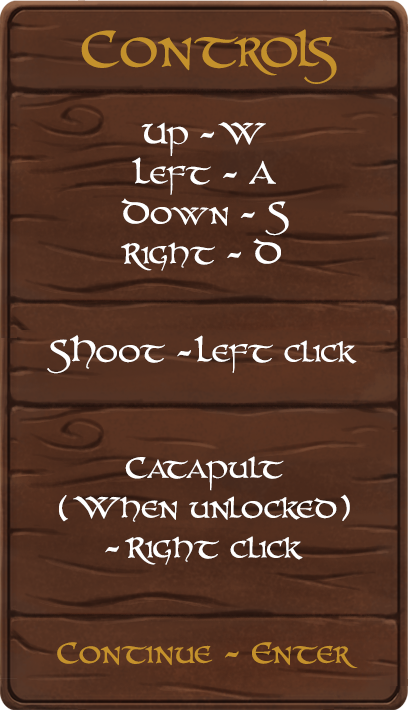 Controls
Up - W
Left - A
Down - S
Right - D
Shoot - Left click
Catapult
(When unlocked)
- Right click
Continue - Enter